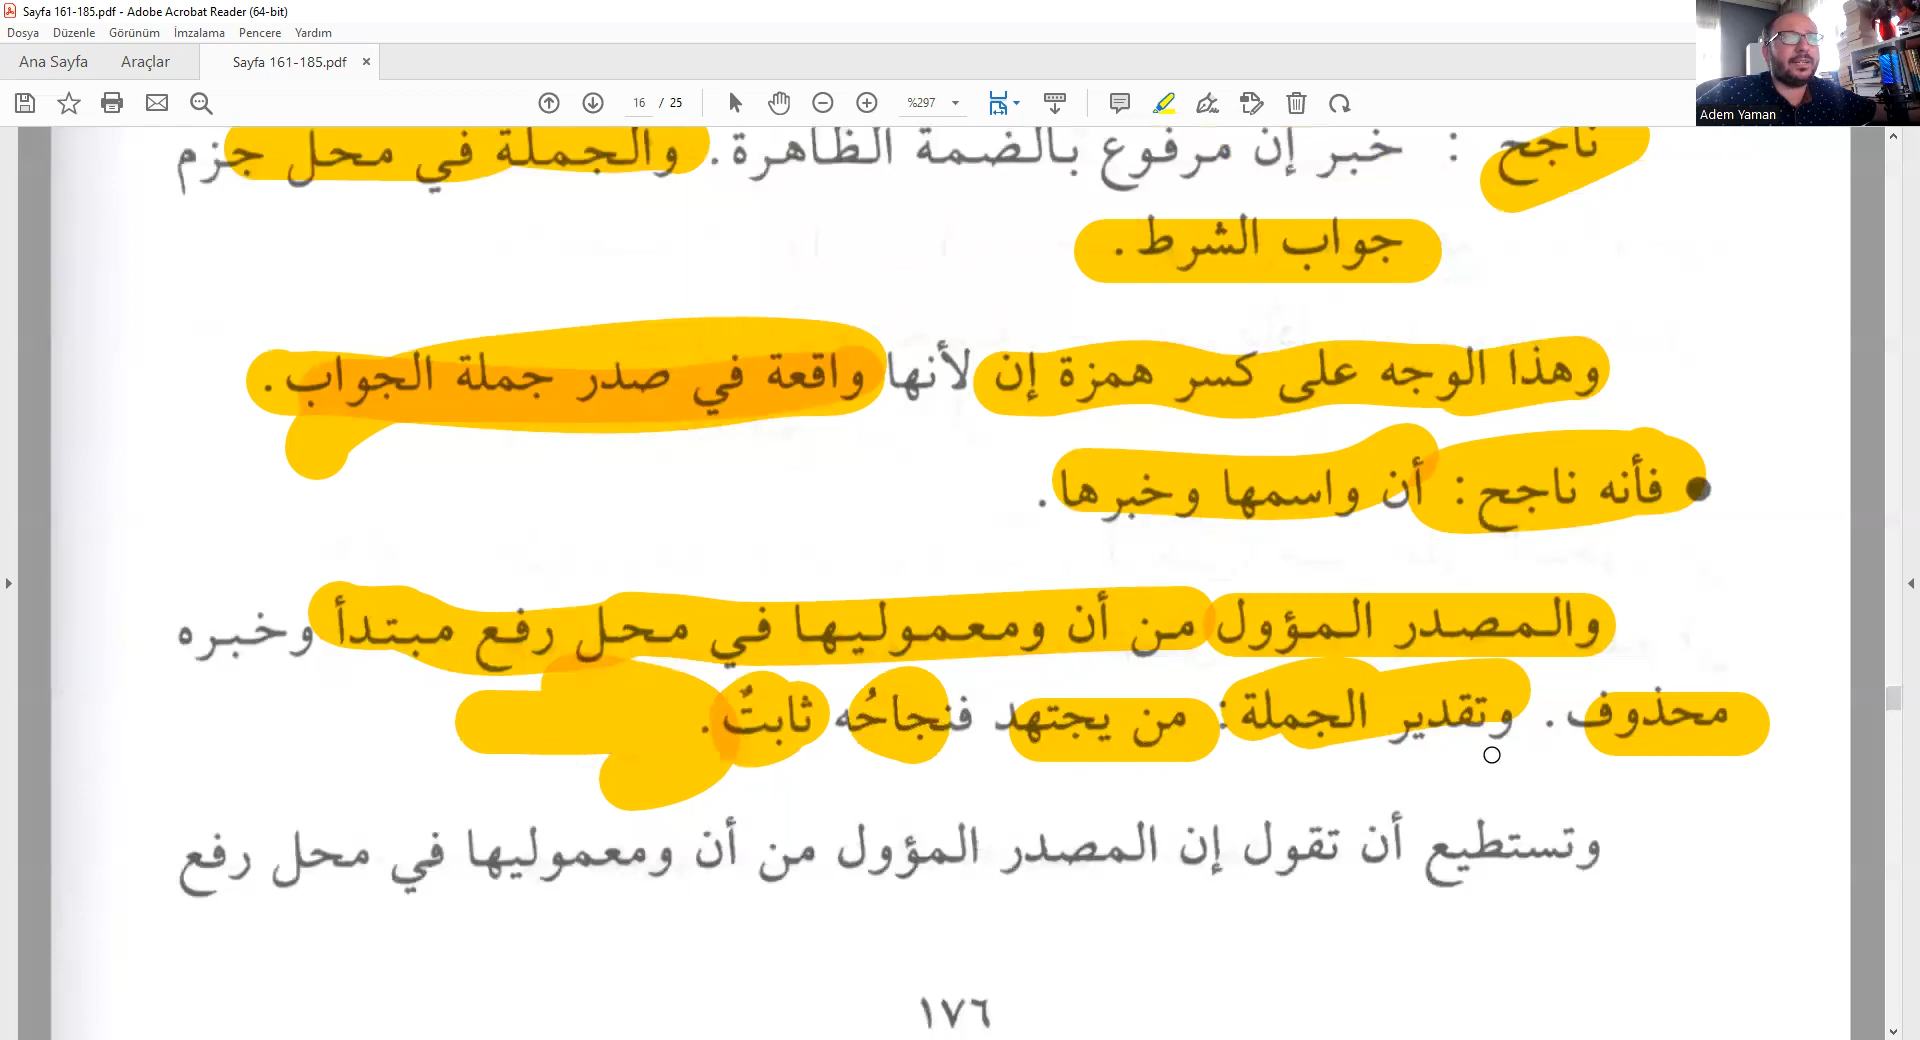 Sayfa 161-185.pdf - Adobe Acrobat Reader (64-bit)
Dosya Düzenle Görünüm İmzalama Pencere Yardım
Ana Sayfa Araçlar Sayfa 161-185.pdf ×
16 / 25 %297
Adem Yaman
ناجح : خبر إن مرفوع بالضمة الظاهرة. والجملة في محل جزم
جواب الشرط.
وهذا الوجه على كسر همزة إن لأنها واقعة في صدر جملة الجواب.
● فأنه ناجح: أن واسمها وخبرها.
والمصدر المؤول من أن ومعموليها في محل رفع مبتدأ وخبره
محذوف. وتقدير الجملة: من يجتهد فنجاحُه ثابتٌ.
وتستطيع أن تقول إن المصدر المؤول من أن ومعموليها في محل رفع
١٧٦